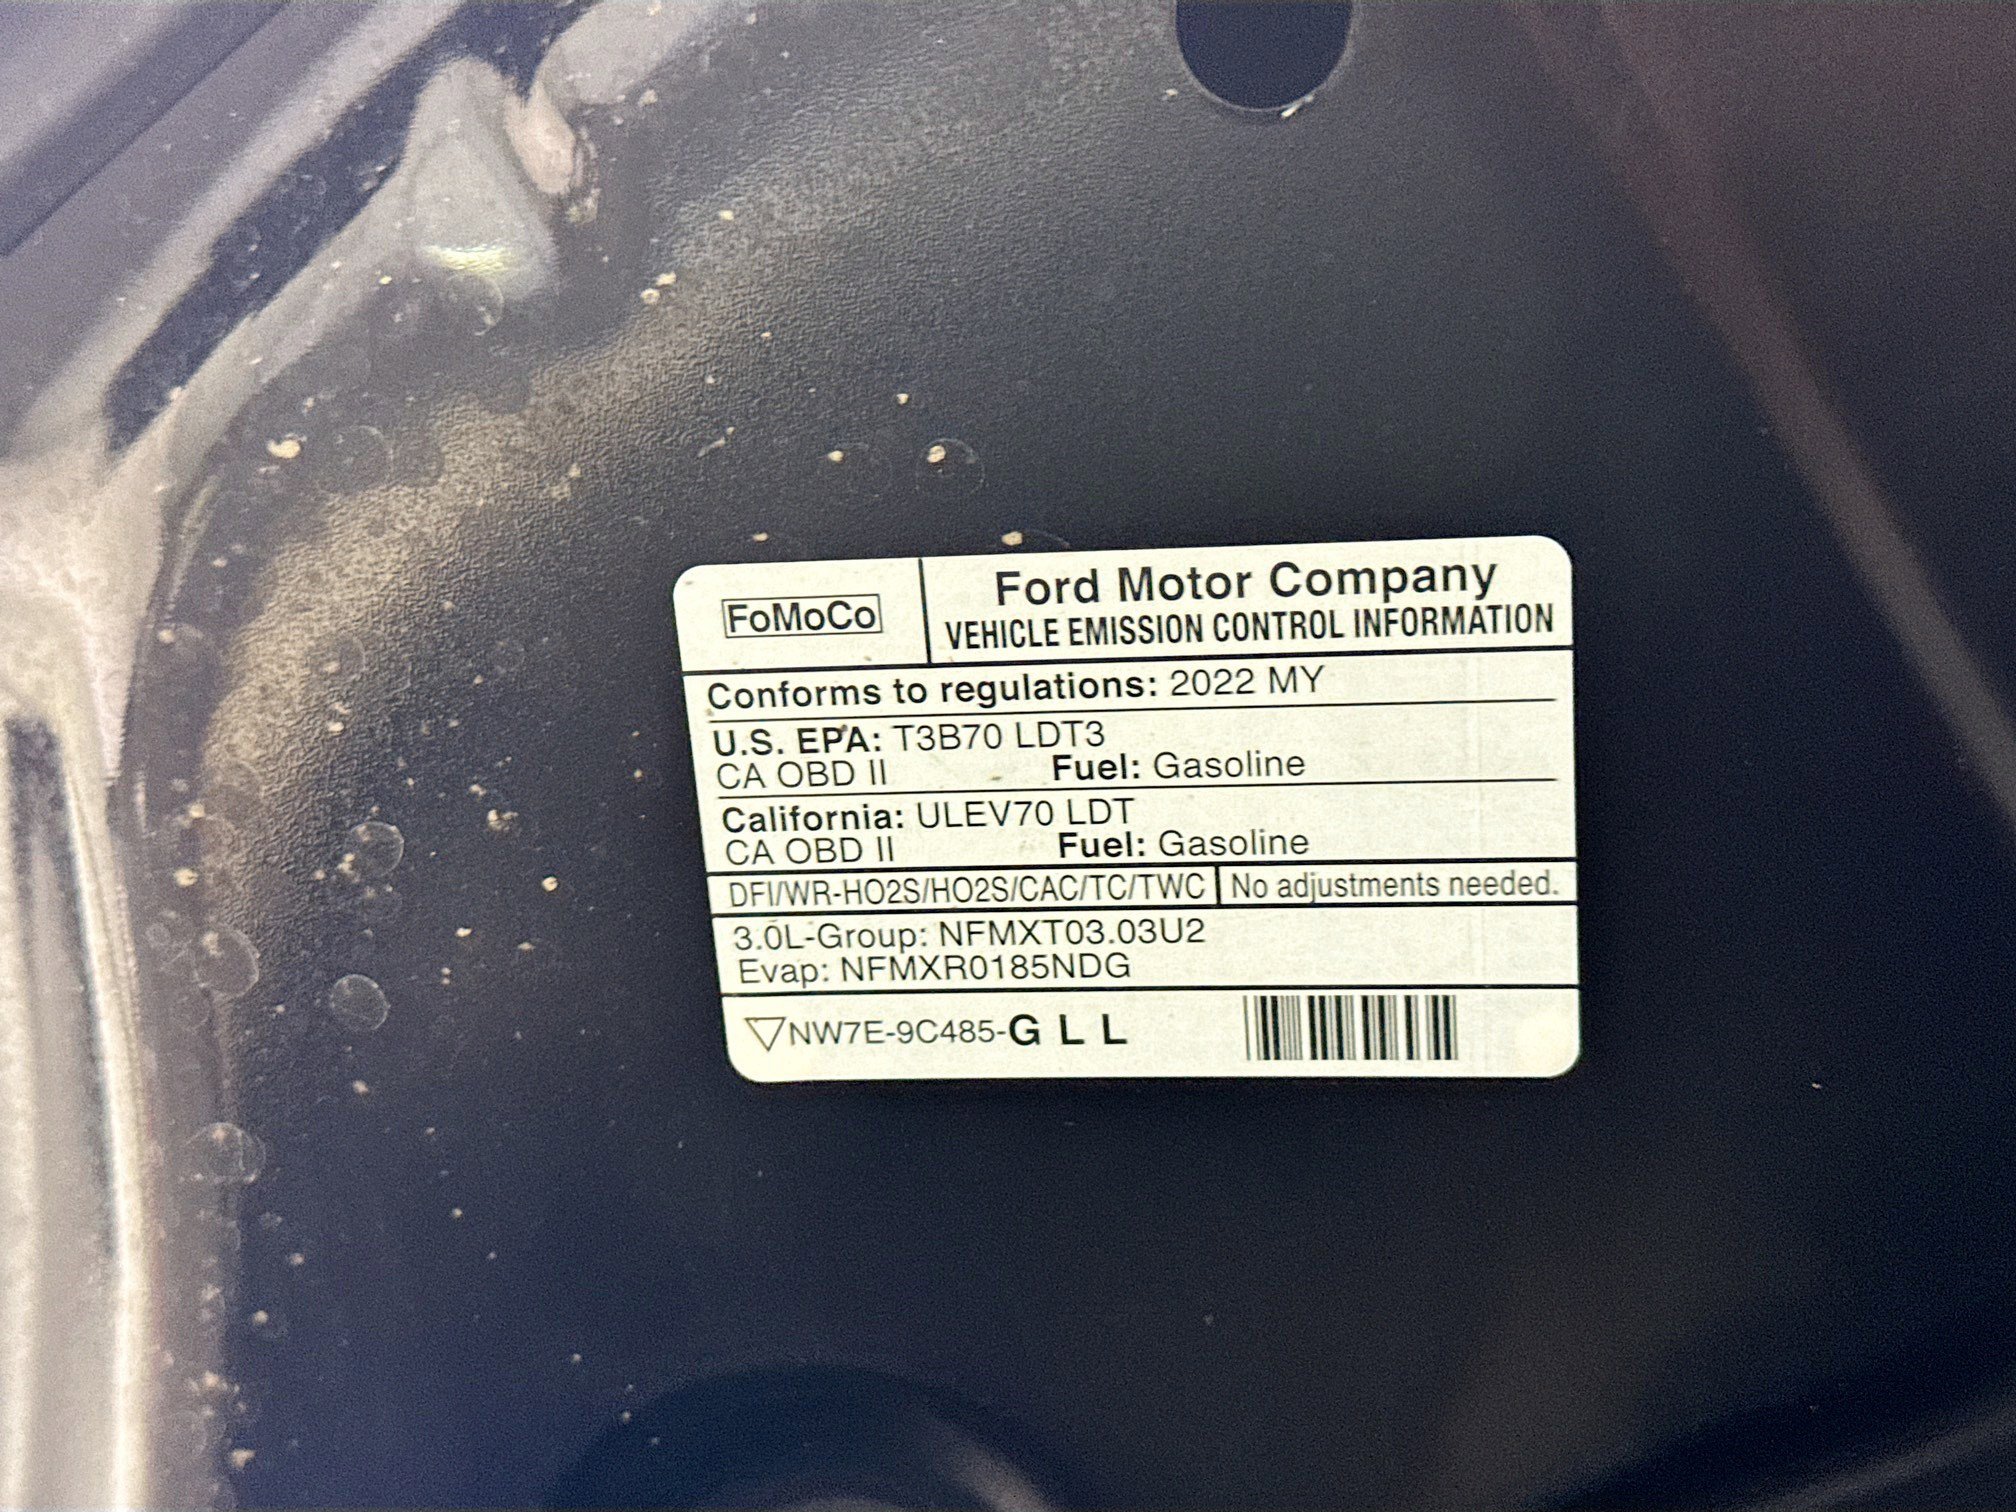 FoMoCo
Ford Motor Company
VEHICLE EMISSION CONTROL INFORMATION
Conforms to regulations: 2022 MY
U.S. EPA: T3B70 LDT3
CA OBD II Fuel: Gasoline
California: ULEV70 LDT
CA OBD II Fuel: Gasoline
DFI/WR-HO2S/HO2S/CAC/TC/TWC No adjustments needed.
3.0L-Group: NFMXT03.03U2
Evap: NFMXR0185NDG
NW7E-9C485-G L L